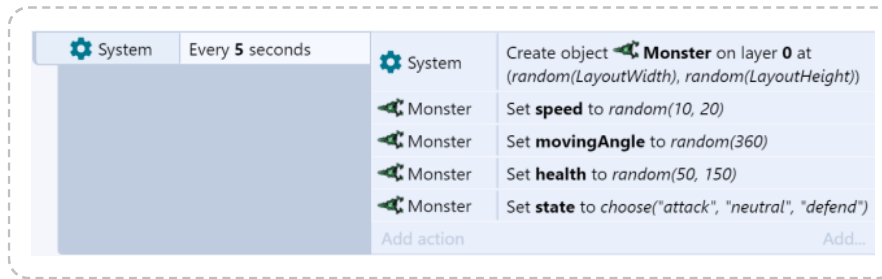 System Every 5 seconds
System Create object Monster on layer 0 at
(random(LayoutWidth), random(LayoutHeight))
Monster Set speed to random(10, 20)
Monster Set movingAngle to random(360)
Monster Set health to random(50, 150)
Monster Set state to choose("attack", "neutral", "defend")
Add action Add...